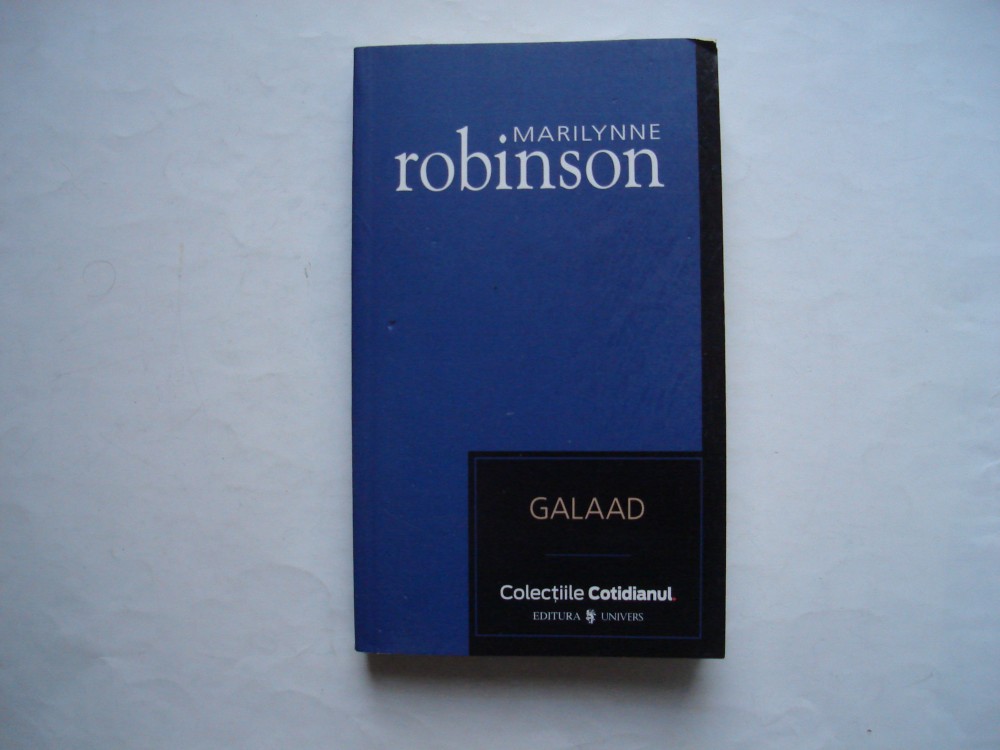 MARILYNNE
robinson
GALAAD
Colecțiile Cotidianul.
EDITURA UNIVERS